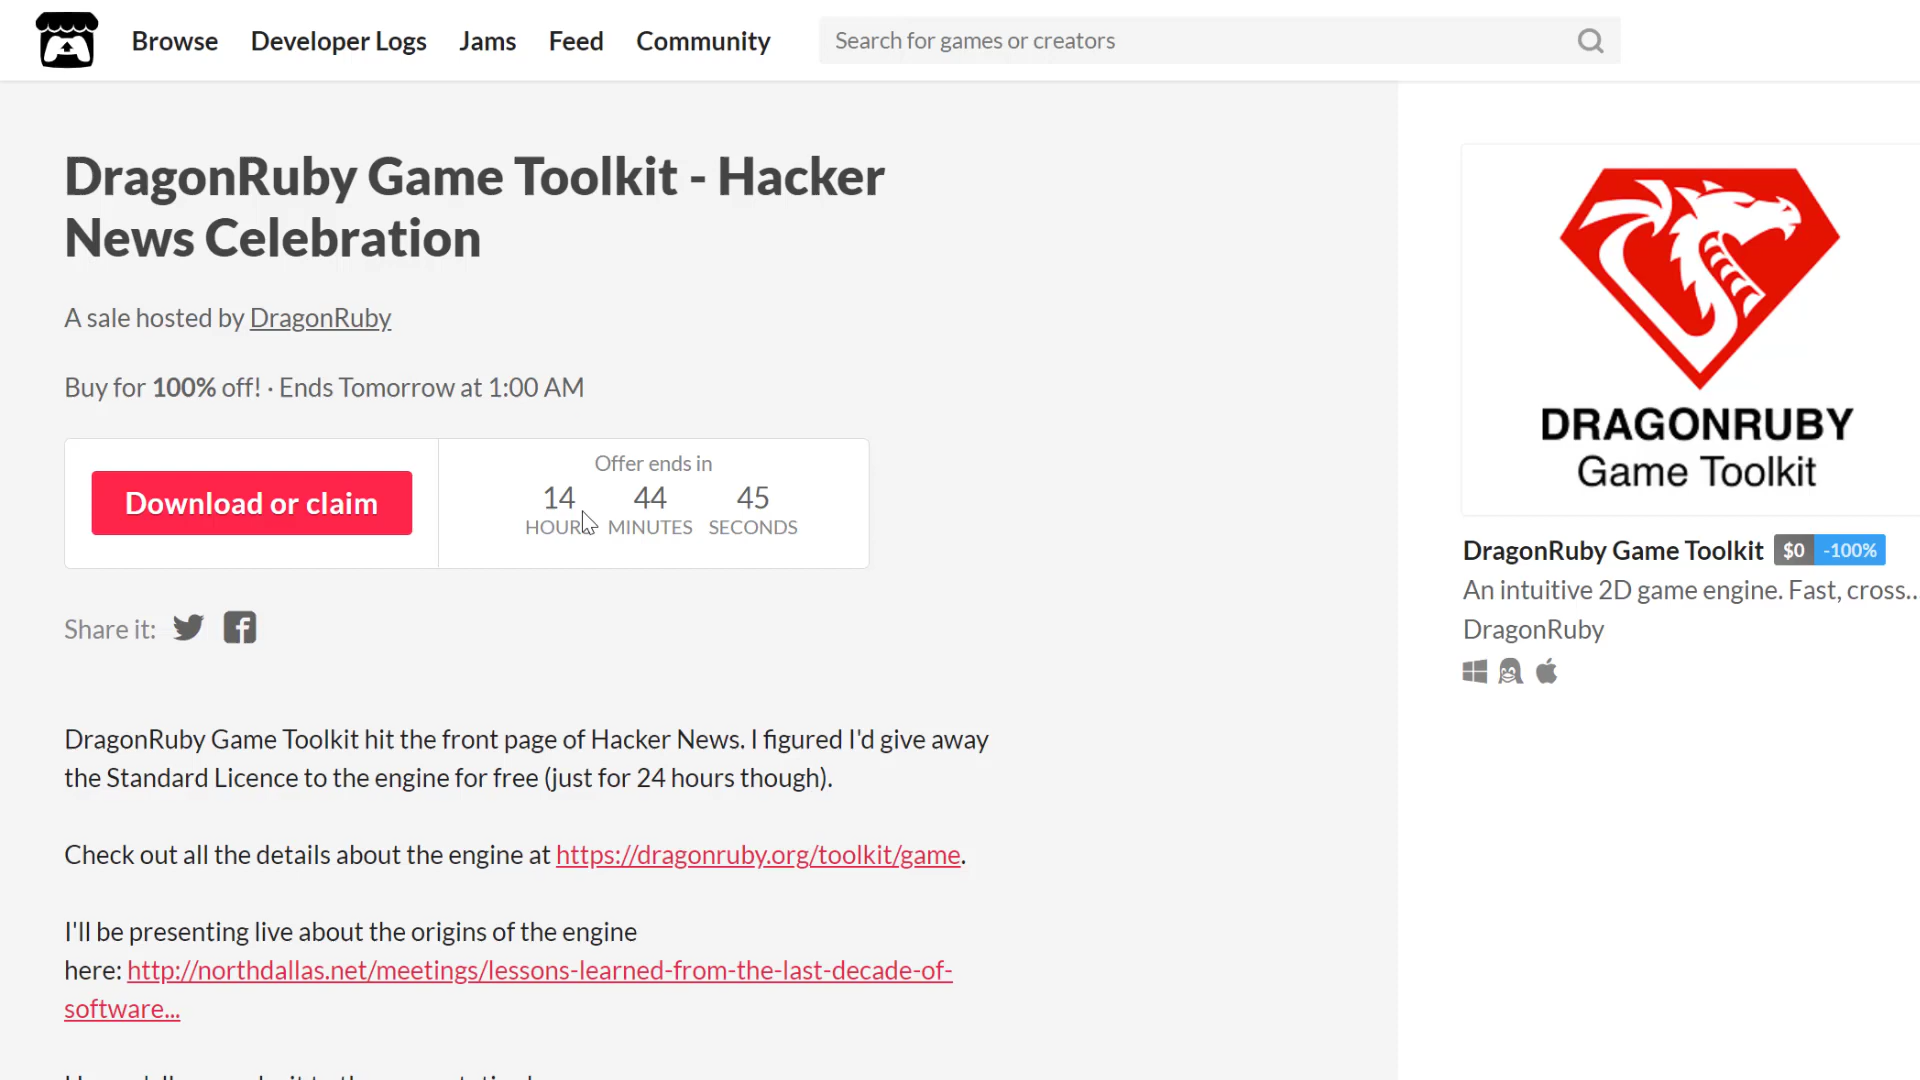 Browse Developer Logs Jams Feed Community Search for games or creators
DragonRuby Game Toolkit - Hacker
News Celebration
A sale hosted by DragonRuby
Buy for 100% off! · Ends Tomorrow at 1:00 AM
Download or claim
Offer ends in
14 44 45
HOUR MINUTES SECONDS
Share it:
DragonRuby Game Toolkit hit the front page of Hacker News. I figured I'd give away
the Standard Licence to the engine for free (just for 24 hours though).
Check out all the details about the engine at https://dragonruby.org/toolkit/game.
I'll be presenting live about the origins of the engine
here: http://northdallas.net/meetings/lessons-learned-from-the-last-decade-of-
software...
DRAGONRUBY
Game Toolkit
DragonRuby Game Toolkit $0 -100%
An intuitive 2D game engine. Fast, cross...
DragonRuby